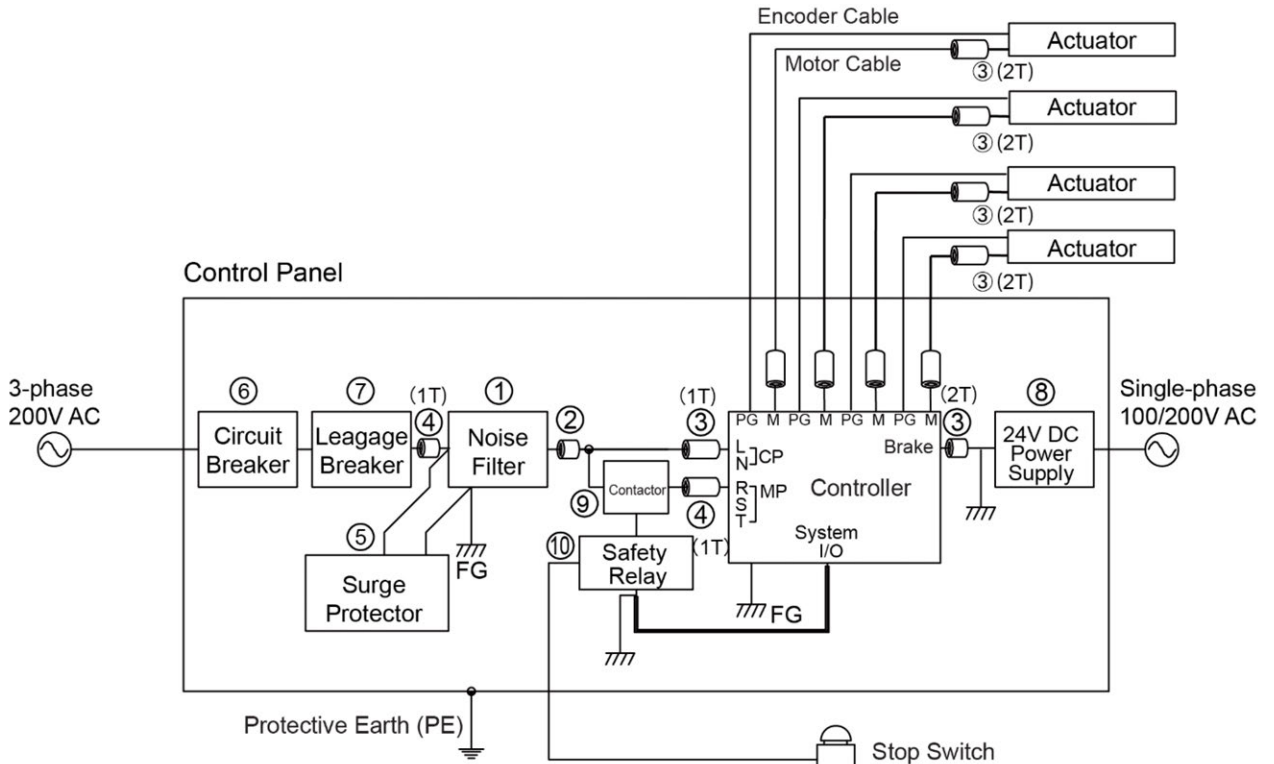 Encoder Cable
Actuator
Motor Cable
③ (2T)
Actuator
③ (2T)
Actuator
③ (2T)
Actuator
③ (2T)
Control Panel
3-phase
200V AC
Single-phase
100/200V AC
⑥
Circuit
Breaker
⑦
Leagage
Breaker
(1T)
④
①
Noise
Filter
②
(1T)
③
PG M PG M PG M PG M
L
N
CP
R
S
T
MP
Brake
Controller
System
I/O
(2T)
③
⑧
24V DC
Power
Supply
⑨
Contactor
④
(1T)
⑩
Safety
Relay
⑤
Surge
Protector
FG
FG
Protective Earth (PE)
Stop Switch